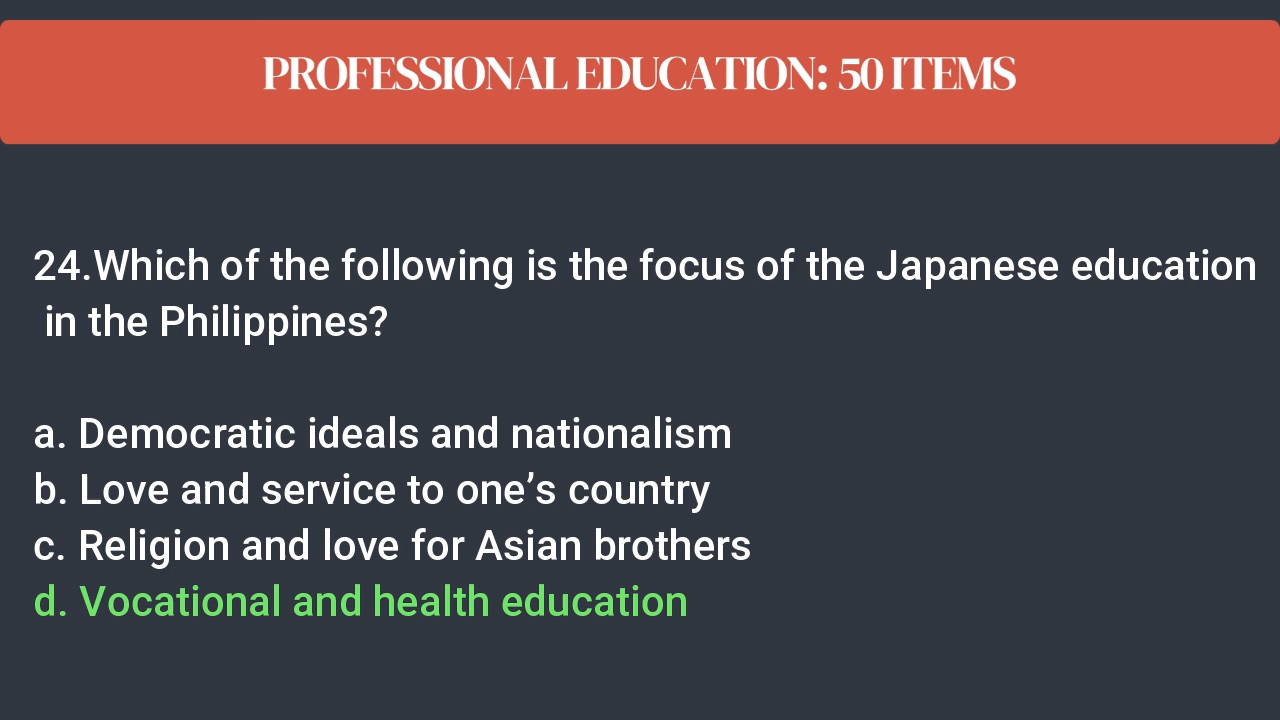 PROFESSIONAL EDUCATION: 50 ITEMS
24.Which of the following is the focus of the Japanese education
in the Philippines?
a. Democratic ideals and nationalism
b. Love and service to one’s country
c. Religion and love for Asian brothers
d. Vocational and health education